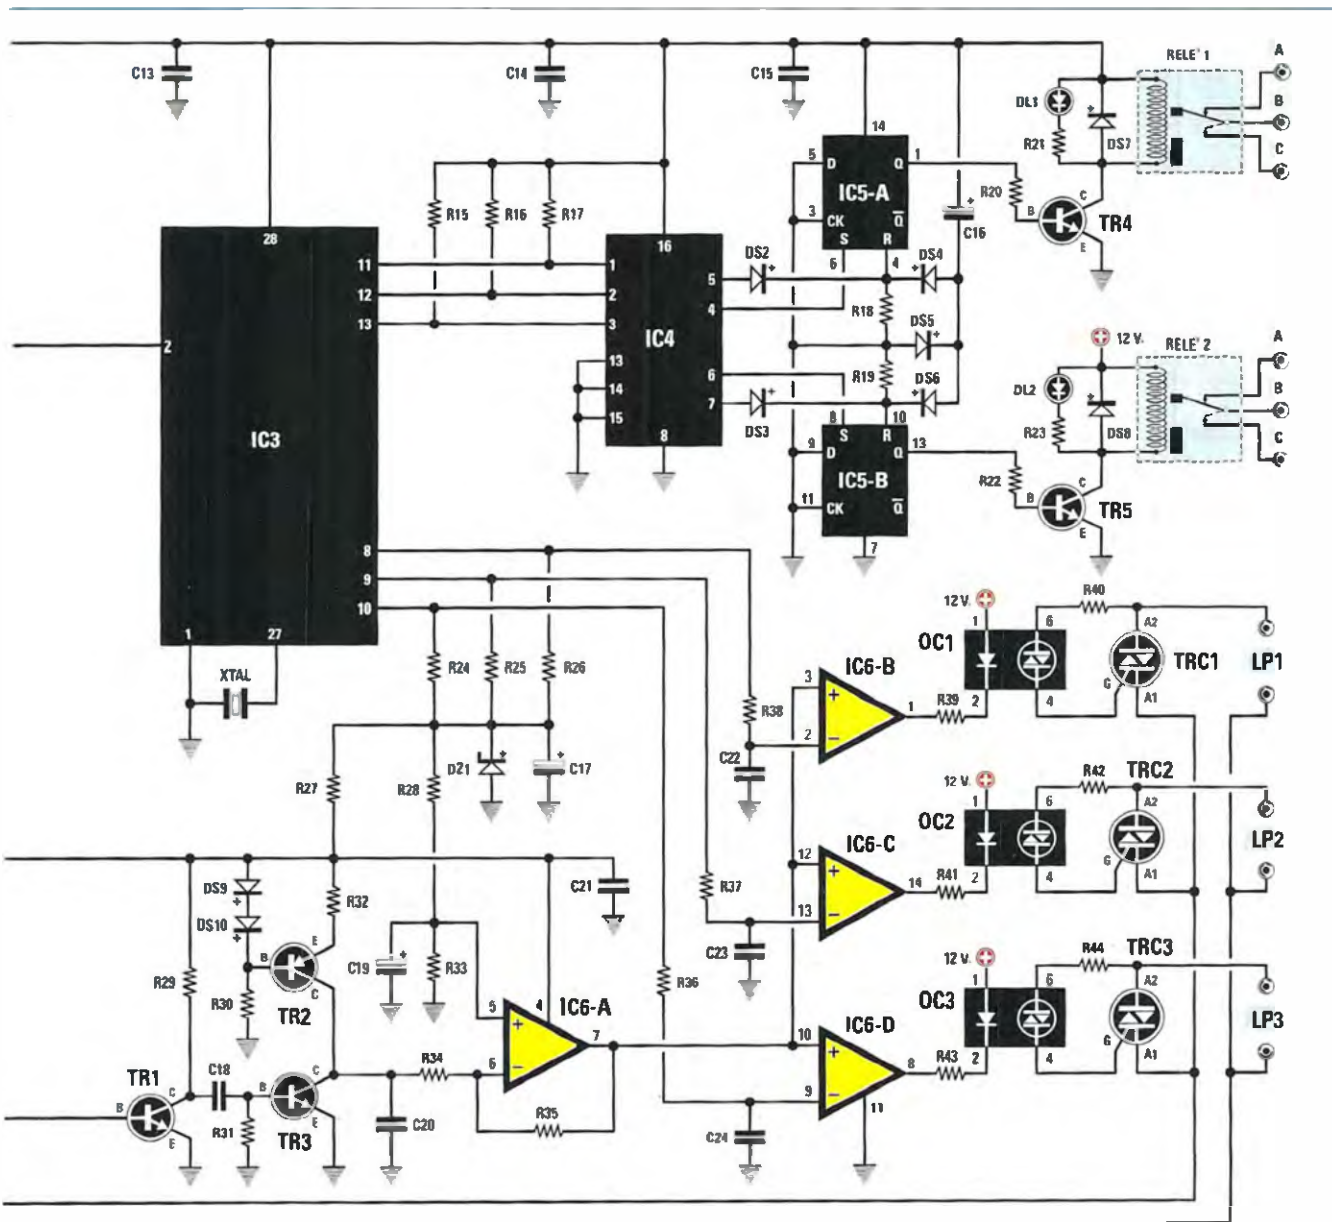 C13
C14
C15
RELE' 1
A
B
C
DL1
R21
DS7
14
5
D
Q
1
IC5-A
3
CK
Q
S
R
6
4
R20
C16
B
C
E
TR4
R15
R16
R17
28
11
12
13
2
IC3
16
1
2
3
5
4
IC4
13
14
15
6
7
8
DS2
DS4
R18
DS5
R19
DS6
DS3
12 V.
RELE' 2
A
B
C
DL2
R23
DS8
8
10
S
R
9
D
Q
13
IC5-B
11
CK
Q
7
R22
B
C
E
TR5
8
9
10
1
27
XTAL
R24
R25
R26
R38
R27
R28
DZ1
C17
C22
12 V.
OC1
1
2
6
4
R40
A2
G
A1
TRC1
LP1
IC6-B
3
2
1
R39
12 V.
OC2
1
2
6
4
R42
TRC2
A2
G
A1
LP2
IC6-C
12
13
14
R41
C23
R37
12 V.
OC3
1
2
6
4
R44
TRC3
A2
G
A1
LP3
IC6-D
10
9
8
11
R43
C24
R36
DS9
DS10
R32
C21
R29
R30
B
E
C
TR2
C19
R33
5
6
4
7
IC6-A
R34
R35
C20
TR1
B
C
E
C18
R31
B
C
E
TR3